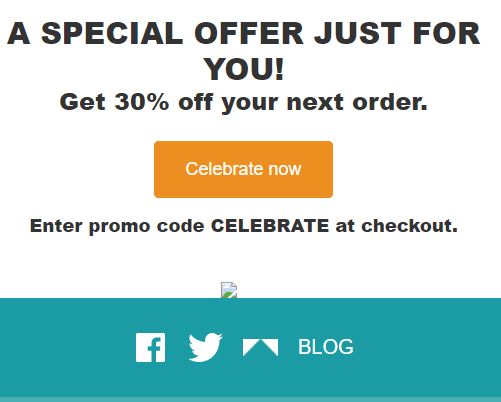 A SPECIAL OFFER JUST FOR
YOU!
Get 30% off your next order.
Celebrate now
Enter promo code CELEBRATE at checkout.
BLOG